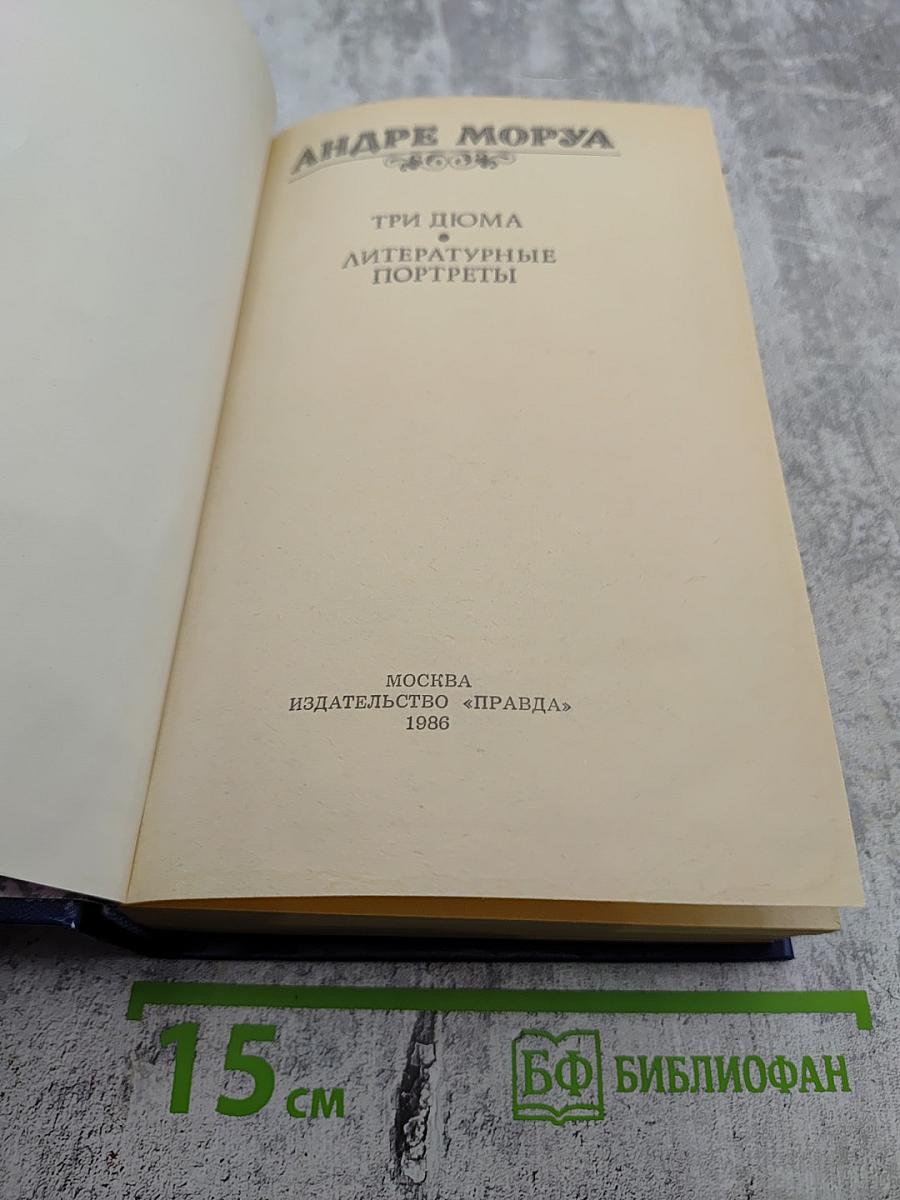 АНДРЕ МОРУА
ТРИ ДЮМА
•
ЛИТЕРАТУРНЫЕ
ПОРТРЕТЫ
МОСКВА
ИЗДАТЕЛЬСТВО «ПРАВДА»
1986
15 см
БФ БИБЛИОФАН